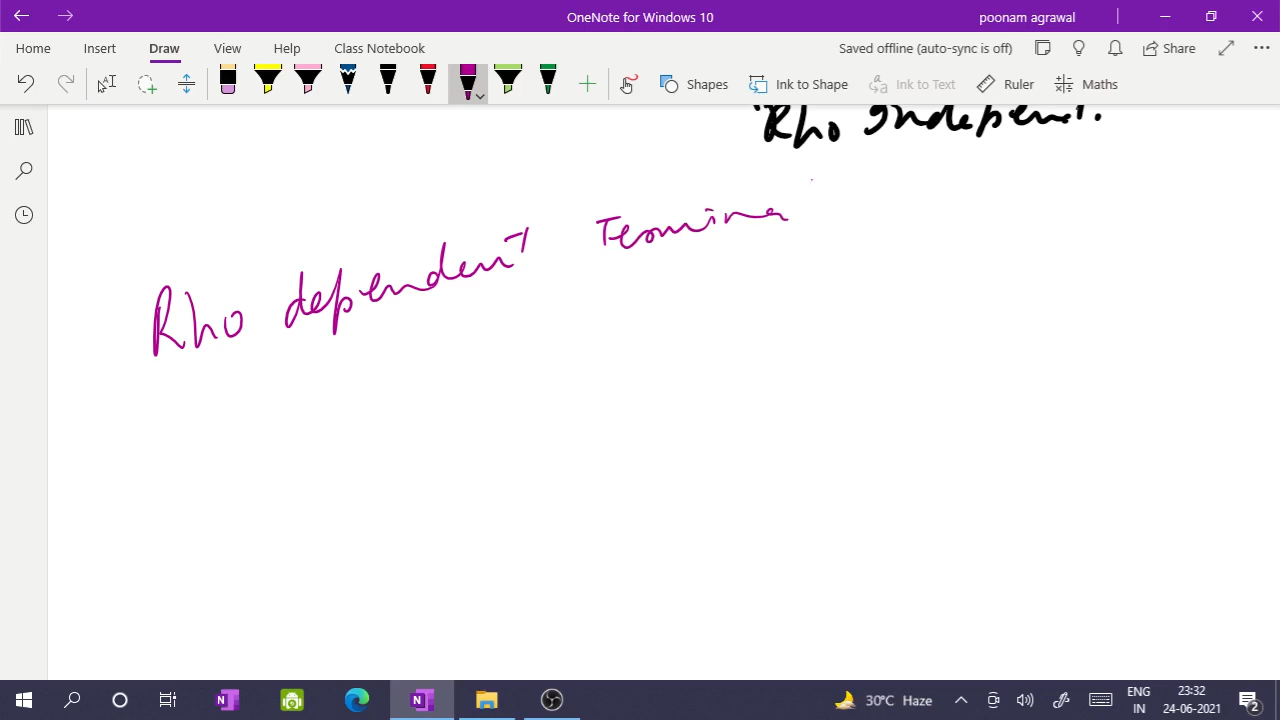 OneNote for Windows 10
poonam agrawal
Home Insert Draw View Help Class Notebook
Saved offline (auto-sync is off) Share
Shapes Ink to Shape Ink to Text Ruler Maths
Rho Independent.
Rho dependent Termina
30°C Haze
ENG
IN
23:32
24-06-2021
2